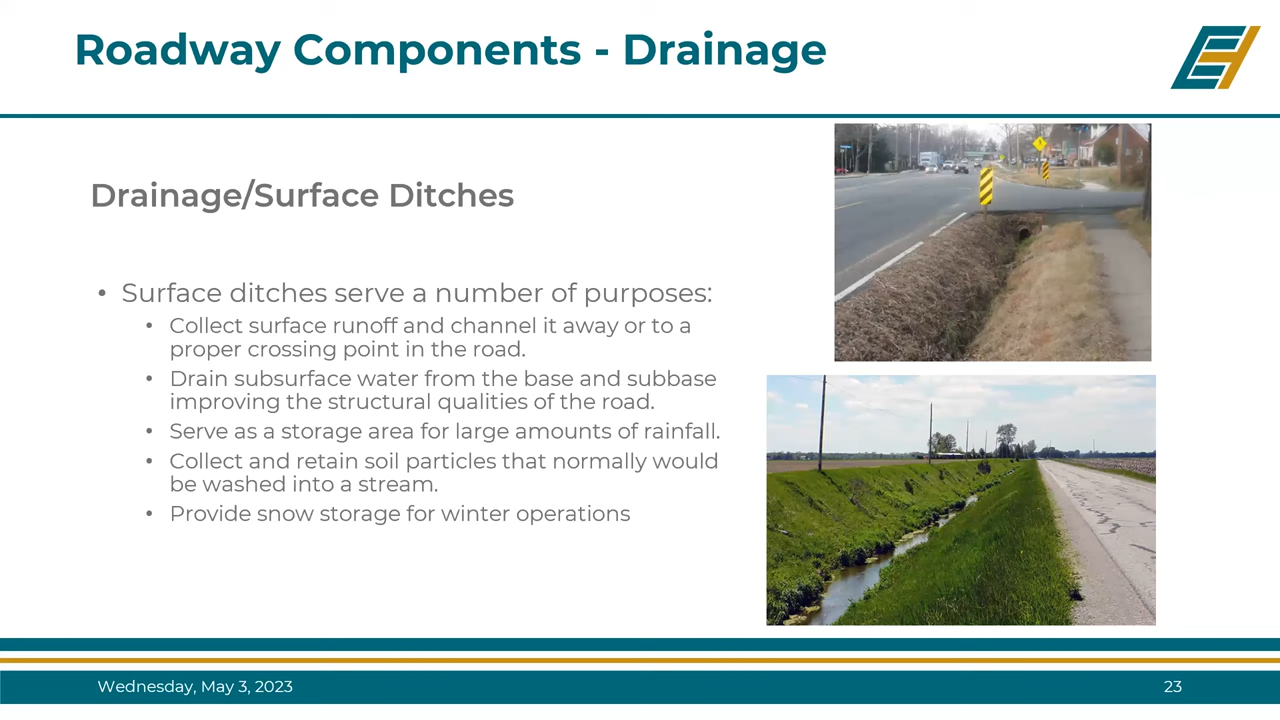 Roadway Components - Drainage
Drainage/Surface Ditches
• Surface ditches serve a number of purposes:
• Collect surface runoff and channel it away or to a
proper crossing point in the road.
• Drain subsurface water from the base and subbase
improving the structural qualities of the road.
• Serve as a storage area for large amounts of rainfall.
• Collect and retain soil particles that normally would
be washed into a stream.
• Provide snow storage for winter operations
Wednesday, May 3, 2023
23